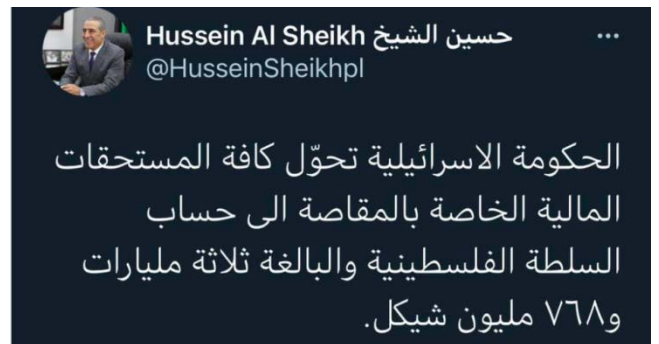 Hussein Al Sheikh حسين الشيخ
@HusseinSheikhpl
الحكومة الاسرائيلية تحوّل كافة المستحقات
المالية الخاصة بالمقاصة الى حساب
السلطة الفلسطينية والبالغة ثلاثة مليارات
و٧٦٨ مليون شيكل.